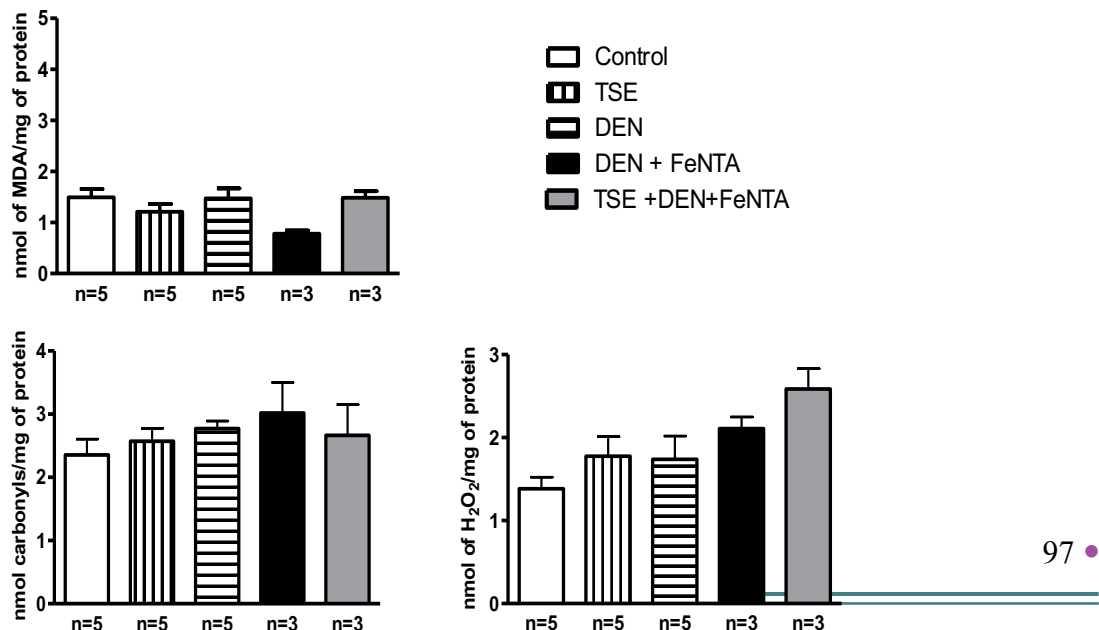 nmol of MDA/mg of protein
5
4
3
2
1
0
n=5 n=5 n=5 n=3 n=3
Control
TSE
DEN
DEN + FeNTA
TSE +DEN+FeNTA
nmol carbonyls/mg of protein
4
3
2
1
0
n=5 n=5 n=5 n=3 n=3
nmol of H₂O₂/mg of protein
3
2
1
0
n=5 n=5 n=5 n=3 n=3
97